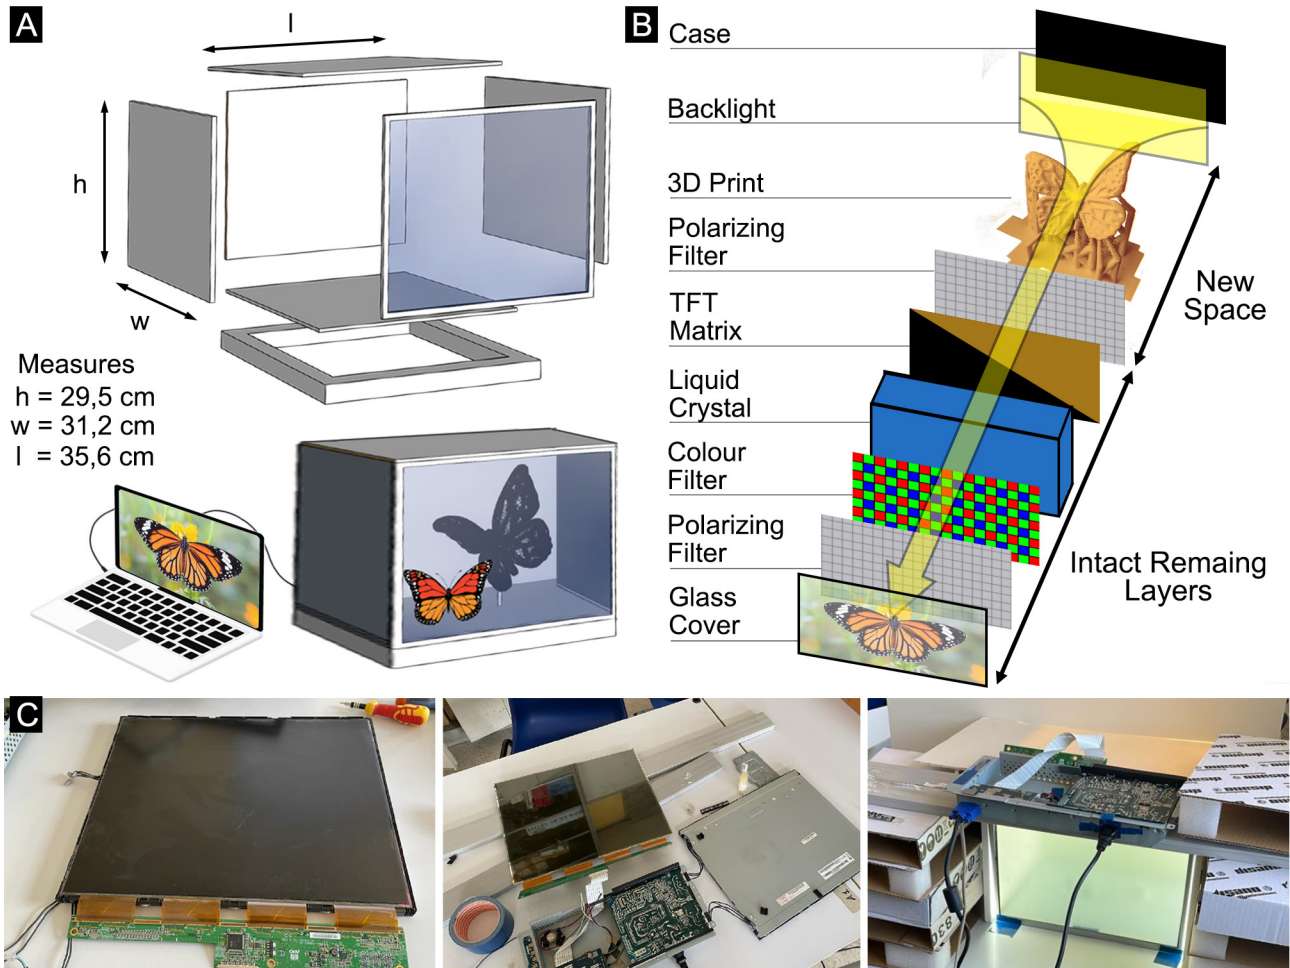 A
l
h
w
Measures
h = 29,5 cm
w = 31,2 cm
l = 35,6 cm
B
Case
Backlight
3D Print
Polarizing
Filter
TFT
Matrix
Liquid
Crystal
Colour
Filter
Polarizing
Filter
Glass
Cover
New
Space
Intact Remaing
Layers
C